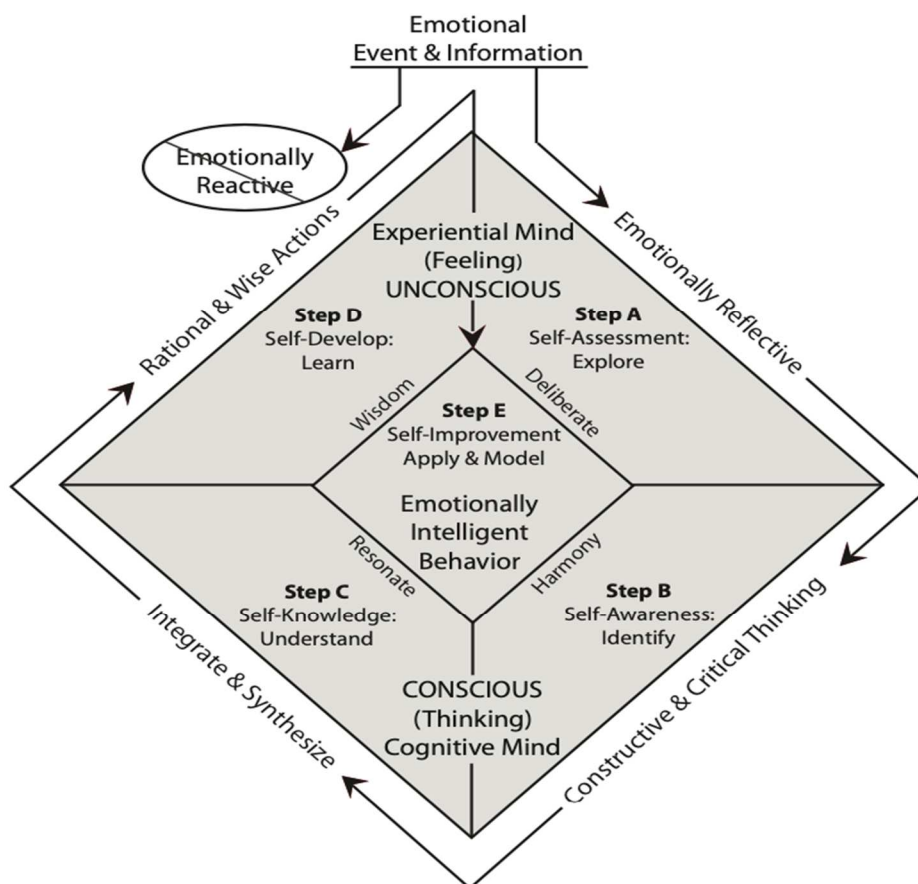 Emotional
Event & Information
Emotionally
Reactive
Rational & Wise Actions
Emotionally Reflective
Experiential Mind
(Feeling)
UNCONSCIOUS
Step D
Self-Develop:
Learn
Step A
Self-Assessment:
Explore
Wisdom
Deliberate
Step E
Self-Improvement
Apply & Model
Emotionally
Intelligent
Behavior
Resonate
Harmony
Step C
Self-Knowledge:
Understand
Step B
Self-Awareness:
Identify
CONSCIOUS
(Thinking)
Cognitive Mind
Integrate & Synthesize
Constructive & Critical Thinking